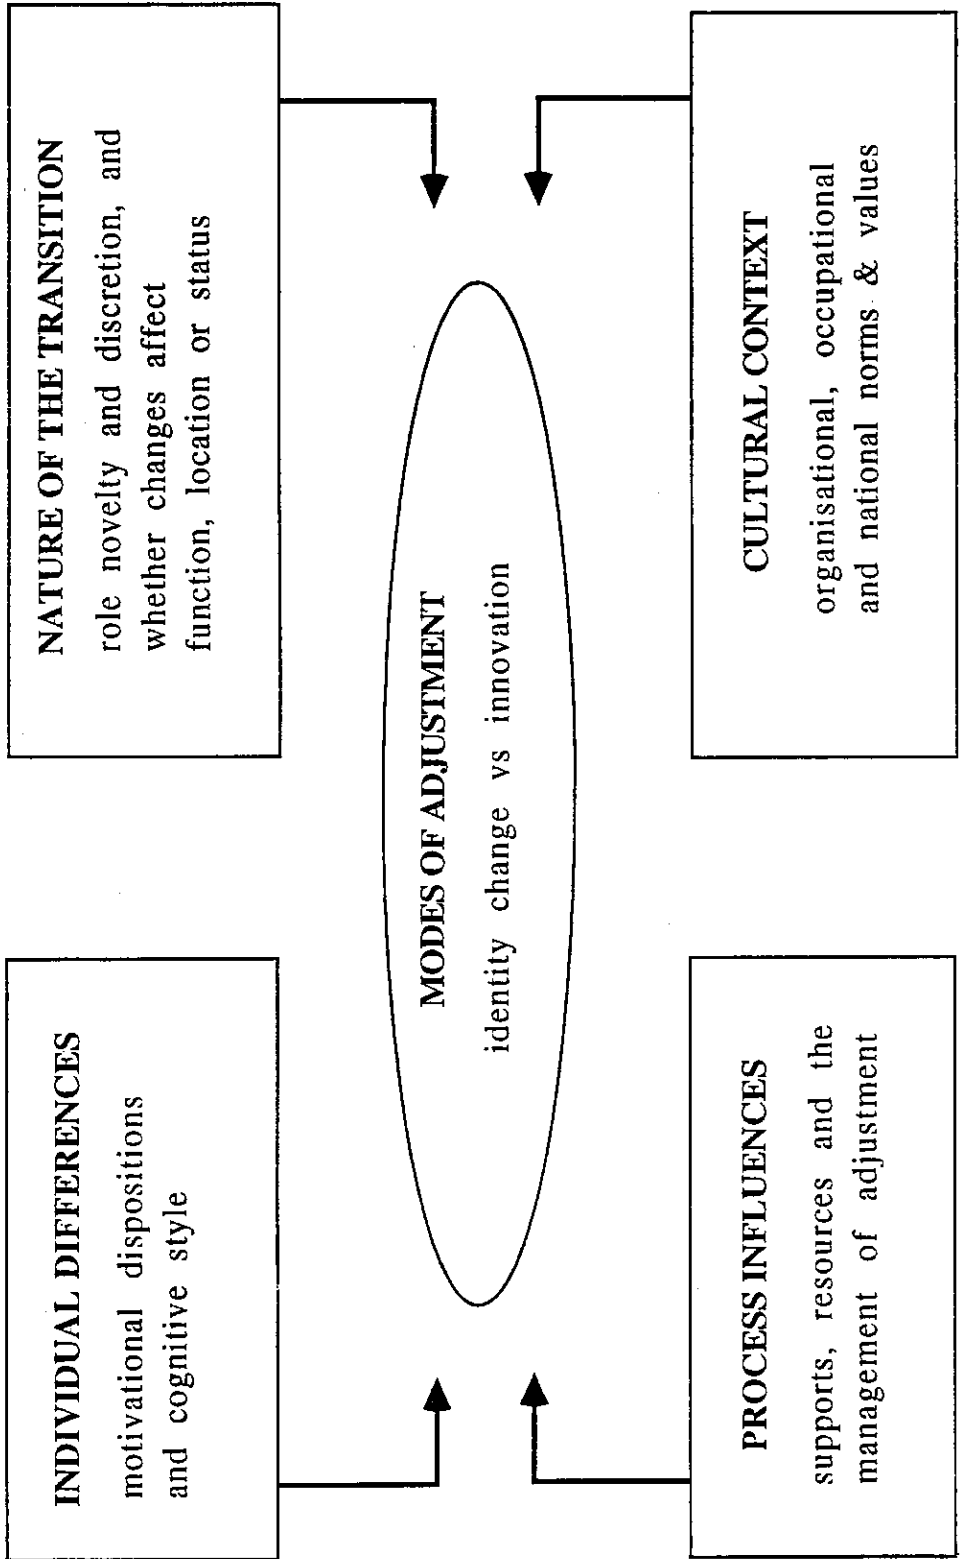 INDIVIDUAL DIFFERENCES
motivational dispositions
and cognitive style
NATURE OF THE TRANSITION
role novelty and discretion, and
whether changes affect
function, location or status
MODES OF ADJUSTMENT
identity change vs innovation
PROCESS INFLUENCES
supports, resources and the
management of adjustment
CULTURAL CONTEXT
organisational, occupational
and national norms & values